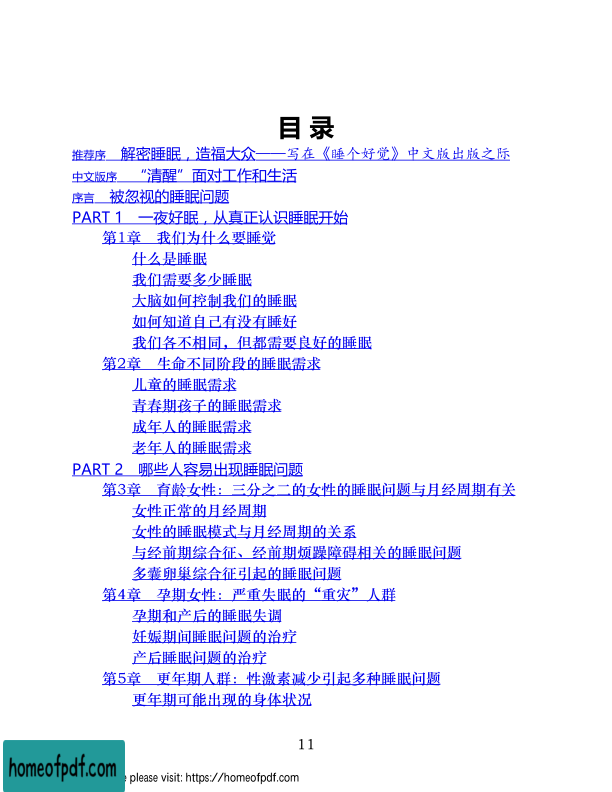 目 录
推荐序 解密睡眠，造福大众——写在《睡个好觉》中文版出版之际
中文版序 “清醒”面对工作和生活
序言 被忽视的睡眠问题
PART 1 一夜好眠，从真正认识睡眠开始
第1章 我们为什么要睡觉
什么是睡眠
我们需要多少睡眠
大脑如何控制我们的睡眠
如何知道自己有没有睡好
我们各不相同，但都需要良好的睡眠
第2章 生命不同阶段的睡眠需求
儿童的睡眠需求
青春期孩子的睡眠需求
成年人的睡眠需求
老年人的睡眠需求
PART 2 哪些人容易出现睡眠问题
第3章 育龄女性：三分之二的女性的睡眠问题与月经周期有关
女性正常的月经周期
女性的睡眠模式与月经周期的关系
与经前期综合征、经前期烦躁障碍相关的睡眠问题
多囊卵巢综合征引起的睡眠问题
第4章 孕期女性：严重失眠的“重灾”人群
孕期和产后的睡眠失调
妊娠期间睡眠问题的治疗
产后睡眠问题的治疗
第5章 更年期人群：性激素减少引起多种睡眠问题
更年期可能出现的身体状况
11
homeofpdf.com
e please visit: https://homeofpdf.com